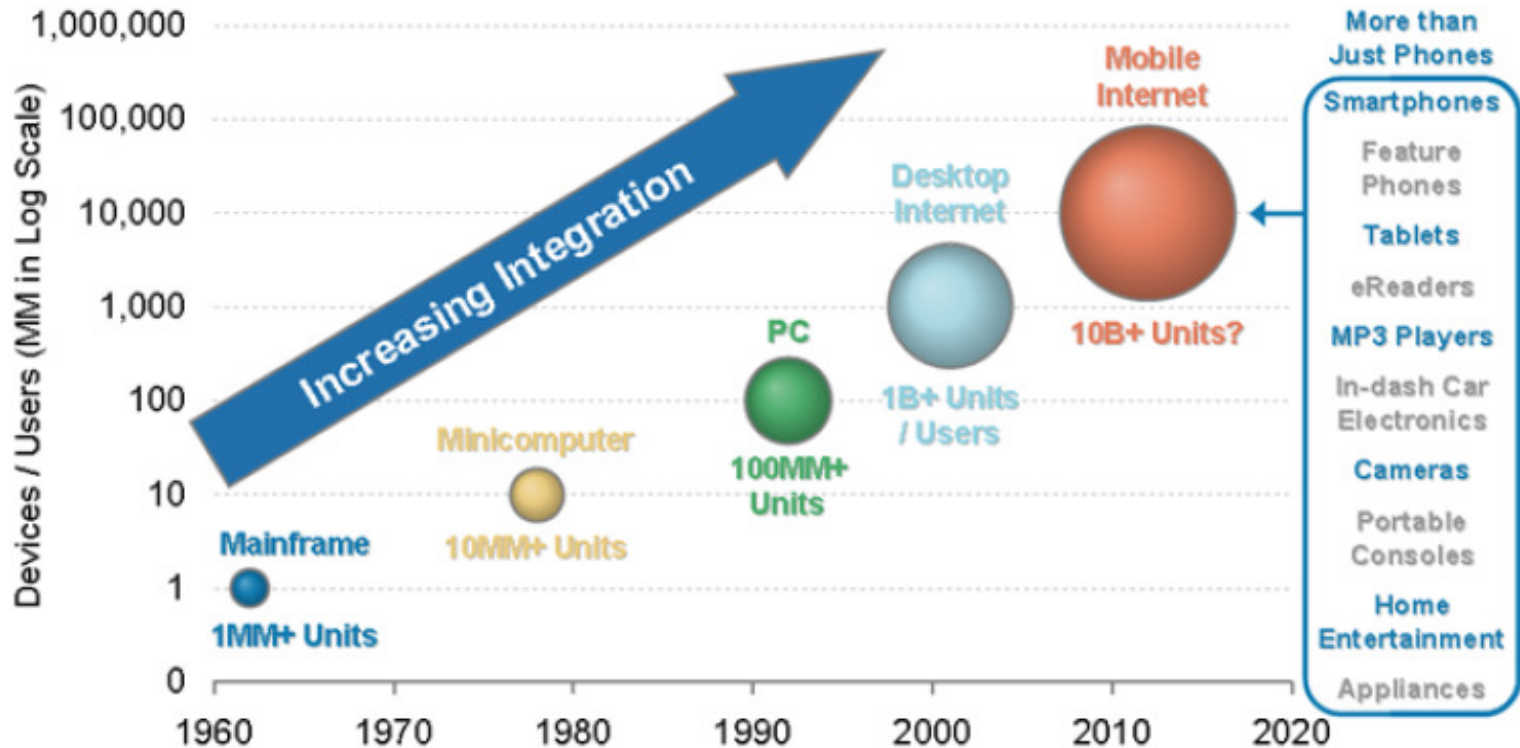 Devices / Users (MM in Log Scale)
1,000,000
100,000
10,000
1,000
100
10
1
0
1960
1970
1980
1990
2000
2010
2020
Increasing Integration
Mainframe
1MM+ Units
Minicomputer
10MM+ Units
PC
100MM+
Units
Desktop
Internet
1B+ Units
/ Users
Mobile
Internet
10B+ Units?
More than
Just Phones
Smartphones
Feature
Phones
Tablets
eReaders
MP3 Players
In-dash Car
Electronics
Cameras
Portable
Consoles
Home
Entertainment
Appliances